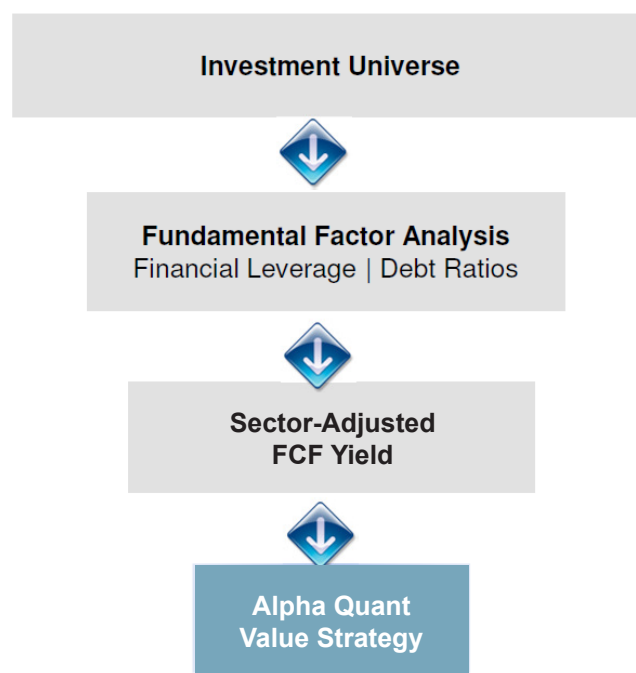 Investment Universe
Fundamental Factor Analysis
Financial Leverage | Debt Ratios
Sector-Adjusted
FCF Yield
Alpha Quant
Value Strategy